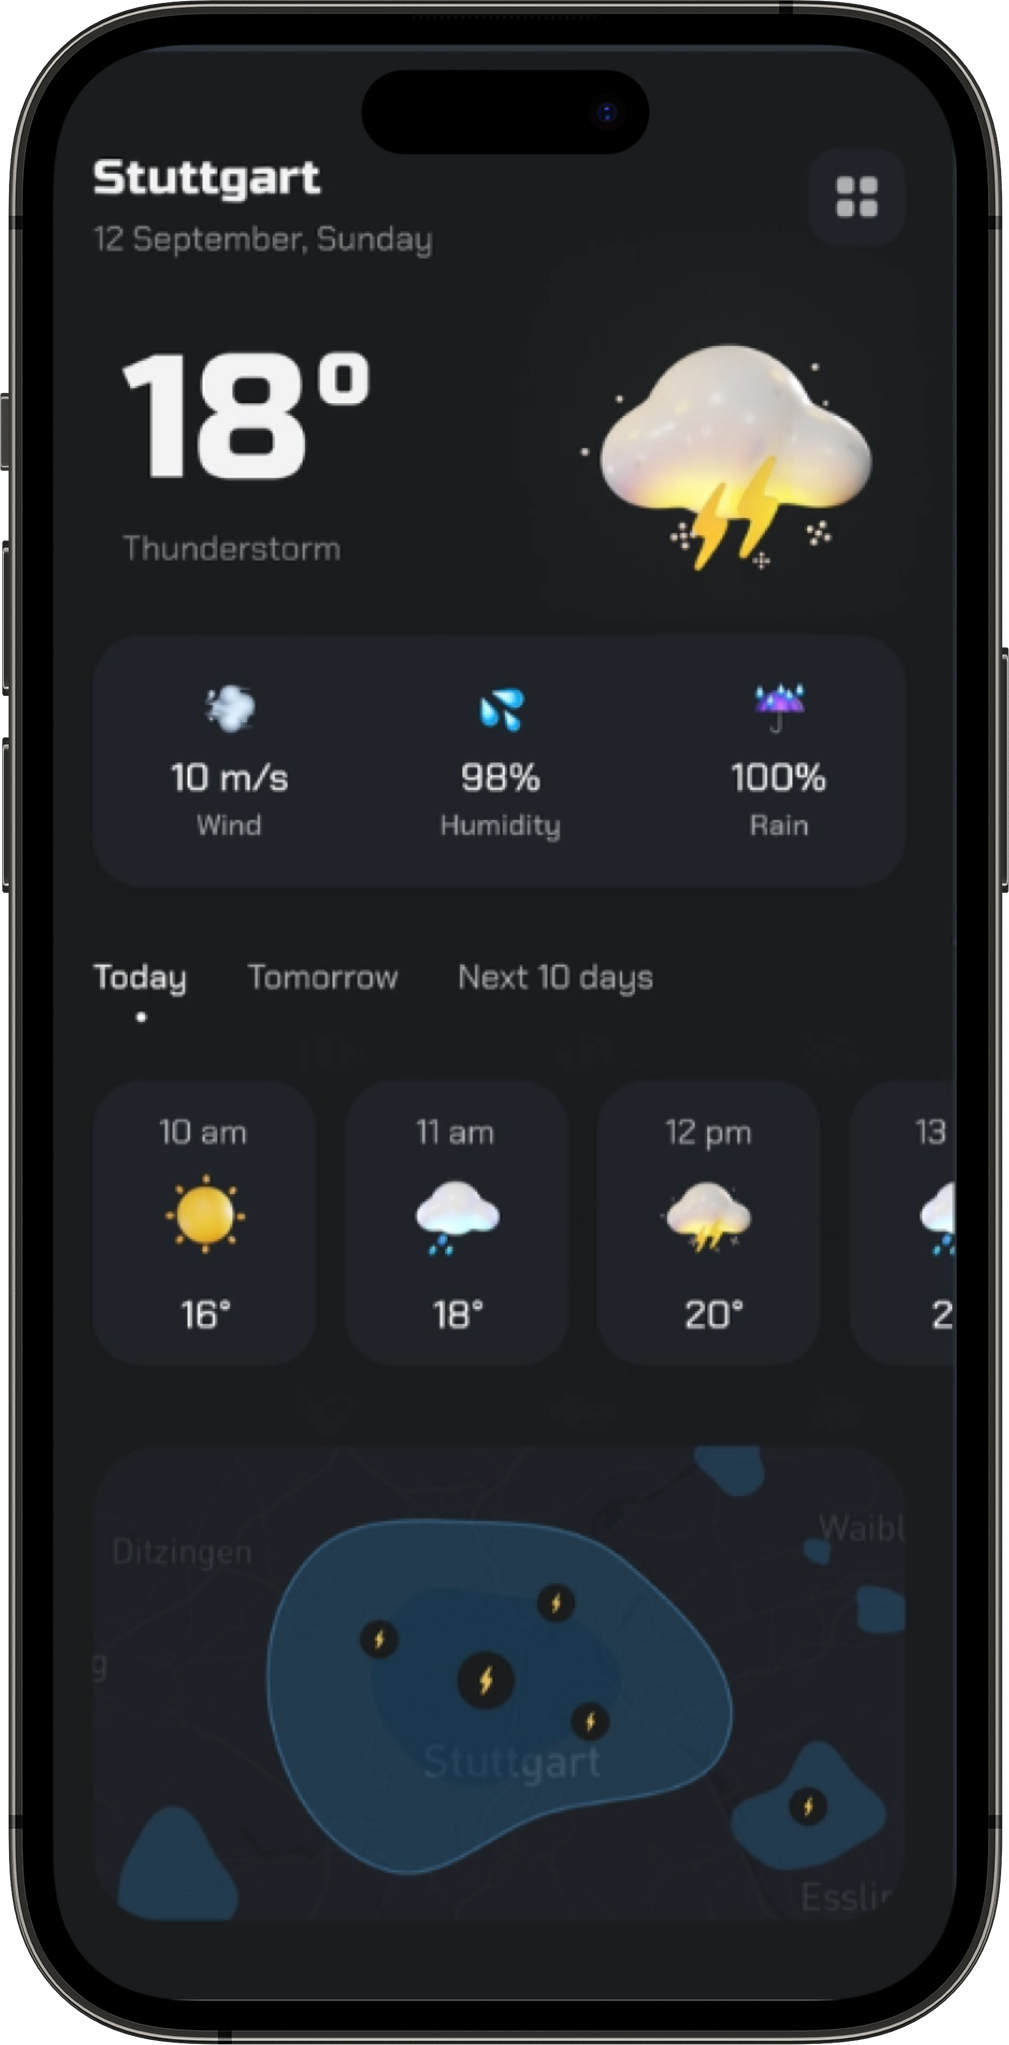 Stuttgart
12 September, Sunday
18°
Thunderstorm
10 m/s
98%
100%
Wind
Humidity
Rain
Today
Tomorrow
Next 10 days
10 am
11 am
12 pm
13
16°
18°
20°
2
Ditzingen
Waibl
g
Stuttgart
Esslin